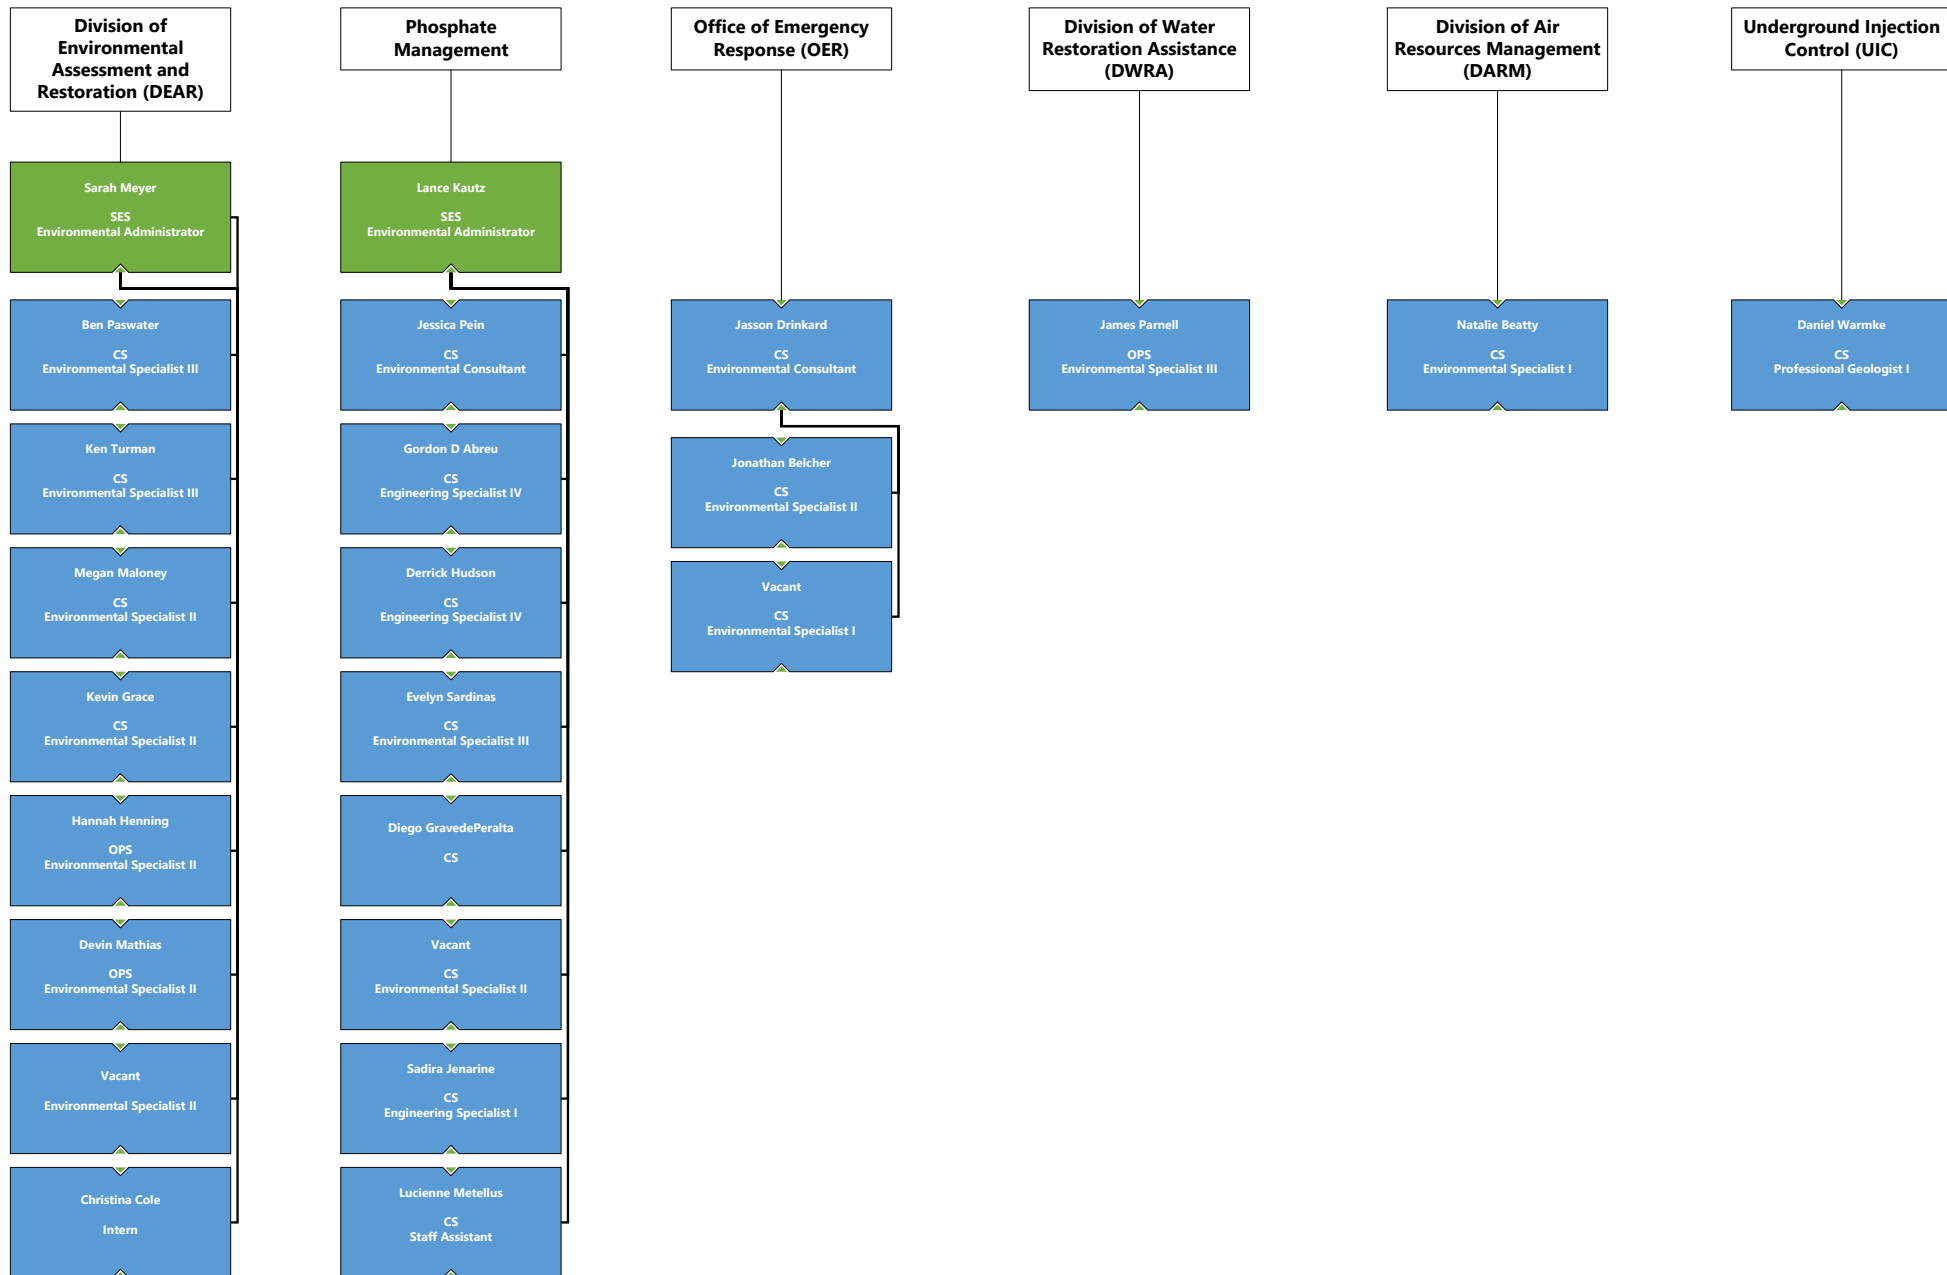 Division of
Environmental
Assessment and
Restoration (DEAR)
Sarah Meyer
SES
Environmental Administrator
Ben Paswater
CS
Environmental Specialist III
Ken Turman
CS
Environmental Specialist III
Megan Maloney
CS
Environmental Specialist II
Kevin Grace
CS
Environmental Specialist II
Hannah Henning
OPS
Environmental Specialist II
Devin Mathias
OPS
Environmental Specialist II
Vacant
Environmental Specialist II
Christina Cole
Intern
Phosphate
Management
Lance Kautz
SES
Environmental Administrator
Jessica Pein
CS
Environmental Consultant
Gordon D Abreu
CS
Engineering Specialist IV
Derrick Hudson
CS
Engineering Specialist IV
Evelyn Sardinas
CS
Environmental Specialist III
Diego GravedePeralta
CS
Vacant
CS
Environmental Specialist II
Sadira Jenarine
CS
Engineering Specialist I
Lucienne Metellus
CS
Staff Assistant
Office of Emergency
Response (OER)
Jasson Drinkard
CS
Environmental Consultant
Jonathan Belcher
CS
Environmental Specialist II
Vacant
CS
Environmental Specialist I
Division of Water
Restoration Assistance
(DWRA)
James Parnell
OPS
Environmental Specialist III
Division of Air
Resources Management
(DARM)
Natalie Beatty
CS
Environmental Specialist I
Underground Injection
Control (UIC)
Daniel Warmke
CS
Professional Geologist I